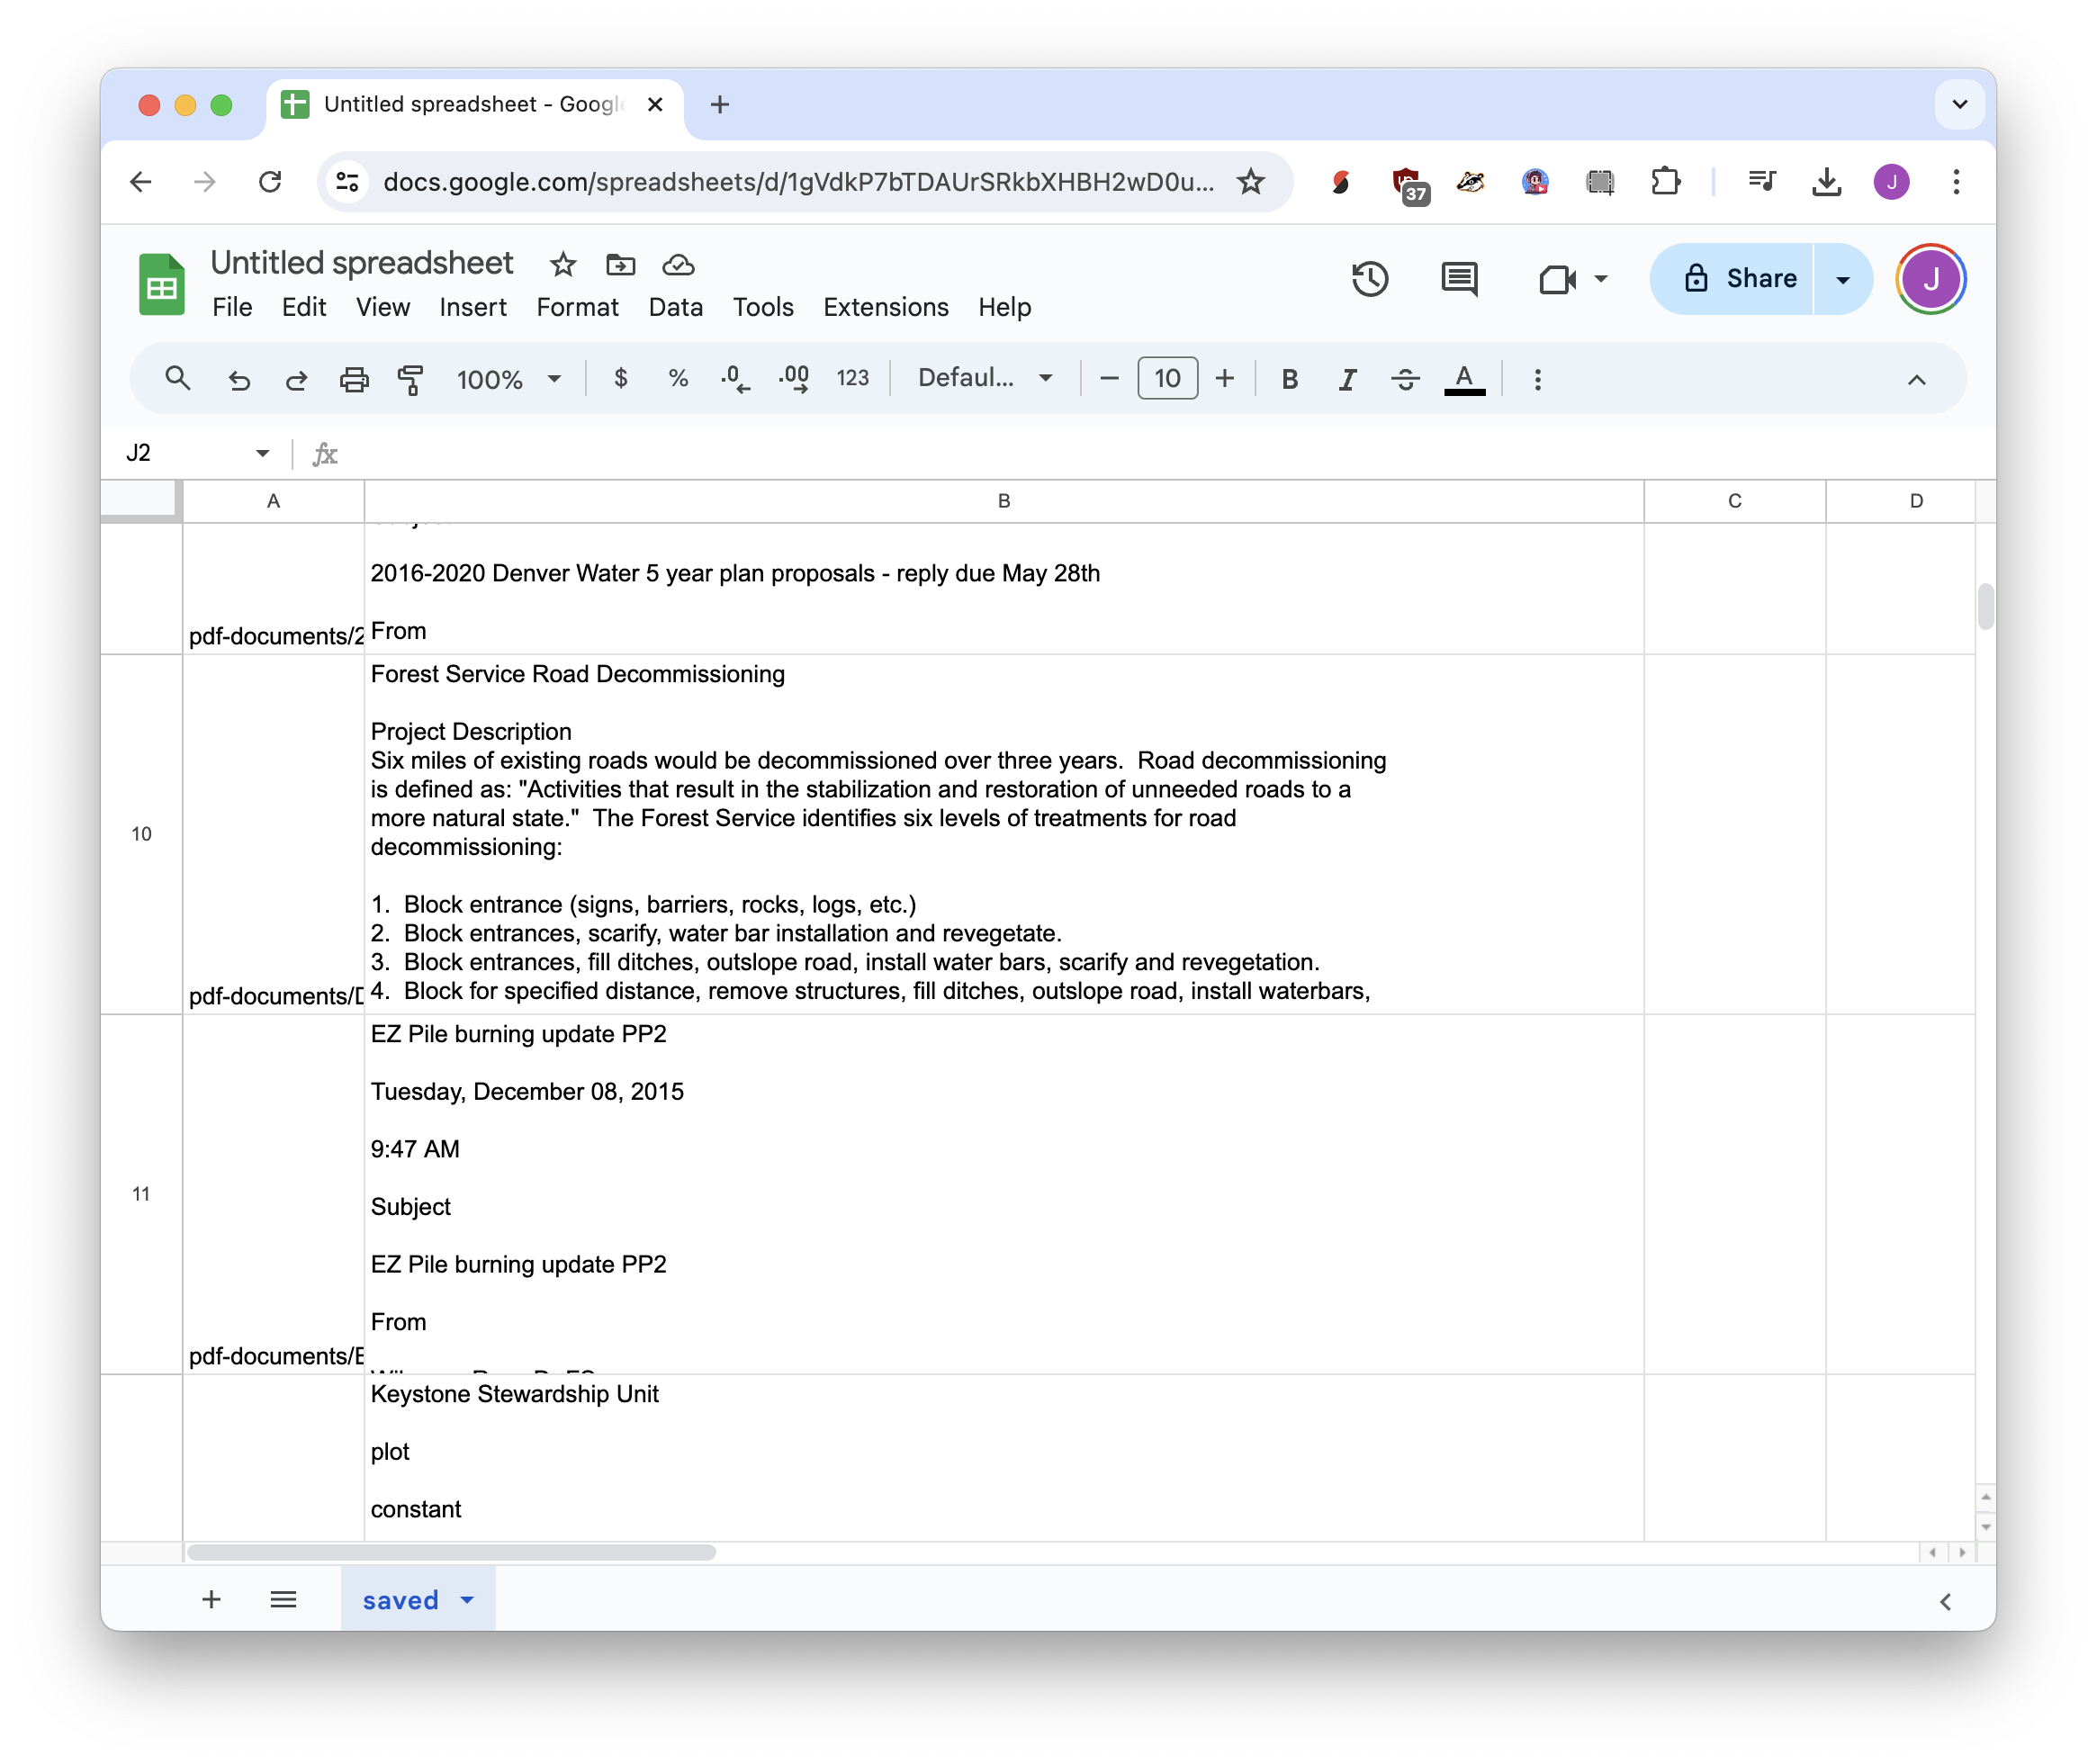 Untitled spreadsheet - Google
docs.google.com/spreadsheets/d/1gVdkP7bTDAUrSRkbXHBH2wD0u...
37
J
Untitled spreadsheet
File Edit View Insert Format Data Tools Extensions Help
Share
J
100% $ % .0 .00 123 Defaul... 10 B I A
J2 fx
A B C D
2016-2020 Denver Water 5 year plan proposals - reply due May 28th
From
pdf-documents/2
Forest Service Road Decommissioning
Project Description
Six miles of existing roads would be decommissioned over three years.  Road decommissioning
is defined as: "Activities that result in the stabilization and restoration of unneeded roads to a
more natural state."  The Forest Service identifies six levels of treatments for road
decommissioning:
10
1.  Block entrance (signs, barriers, rocks, logs, etc.)
2.  Block entrances, scarify, water bar installation and revegetate.
3.  Block entrances, fill ditches, outslope road, install water bars, scarify and revegetation.
4.  Block for specified distance, remove structures, fill ditches, outslope road, install waterbars,
pdf-documents/D
EZ Pile burning update PP2
Tuesday, December 08, 2015
9:47 AM
11
Subject
EZ Pile burning update PP2
From
pdf-documents/E
Keystone Stewardship Unit
plot
constant
saved